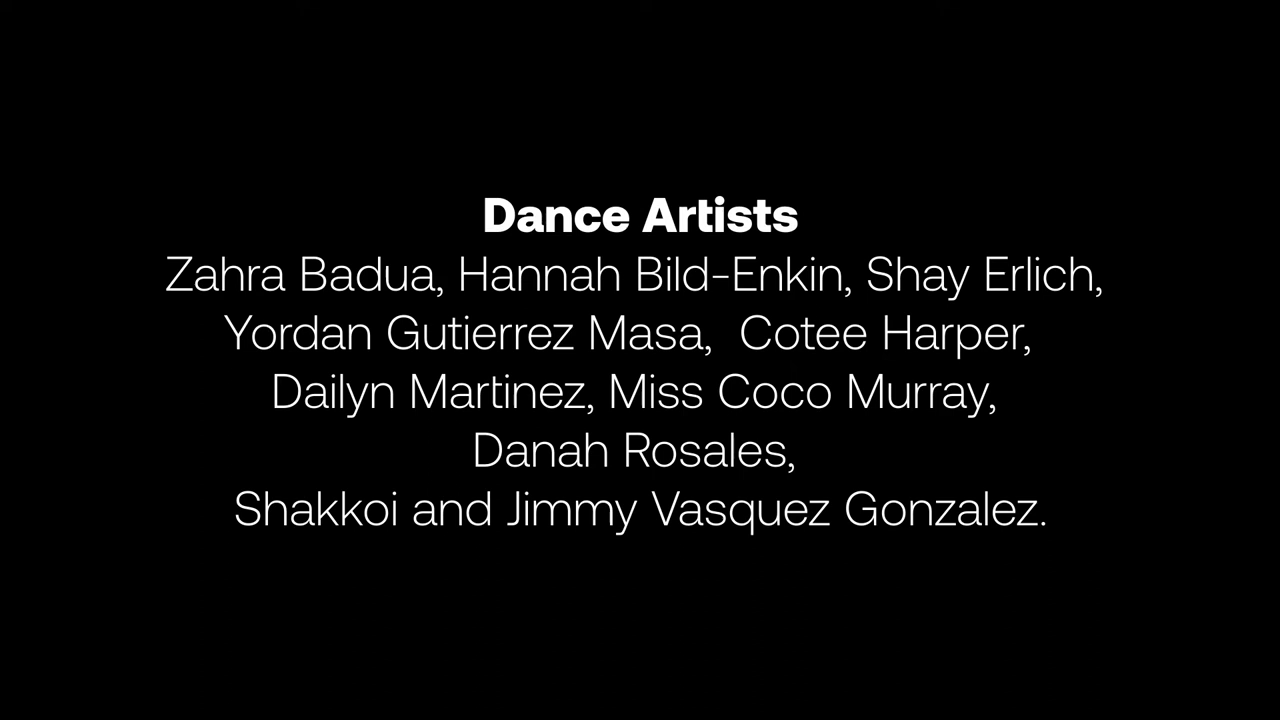 Dance Artists
Zahra Badua, Hannah Bild-Enkin, Shay Erlich,
Yordan Gutierrez Masa,  Cotee Harper,
Dailyn Martinez, Miss Coco Murray,
Danah Rosales,
Shakkoi and Jimmy Vasquez Gonzalez.